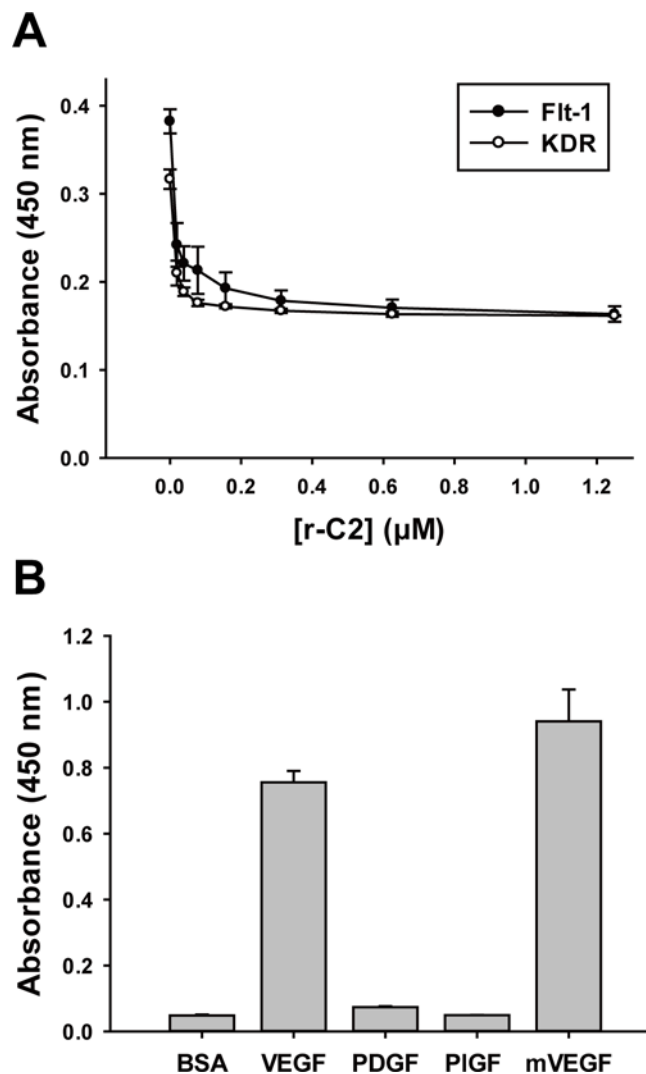 A
Absorbance (450 nm)
0.4
0.3
0.2
0.1
0.0
Flt-1
KDR
0.0 0.2 0.4 0.6 0.8 1.0 1.2
[r-C2] (µM)
B
Absorbance (450 nm)
1.2
1.0
0.8
0.6
0.4
0.2
0.0
BSA VEGF PDGF PlGF mVEGF